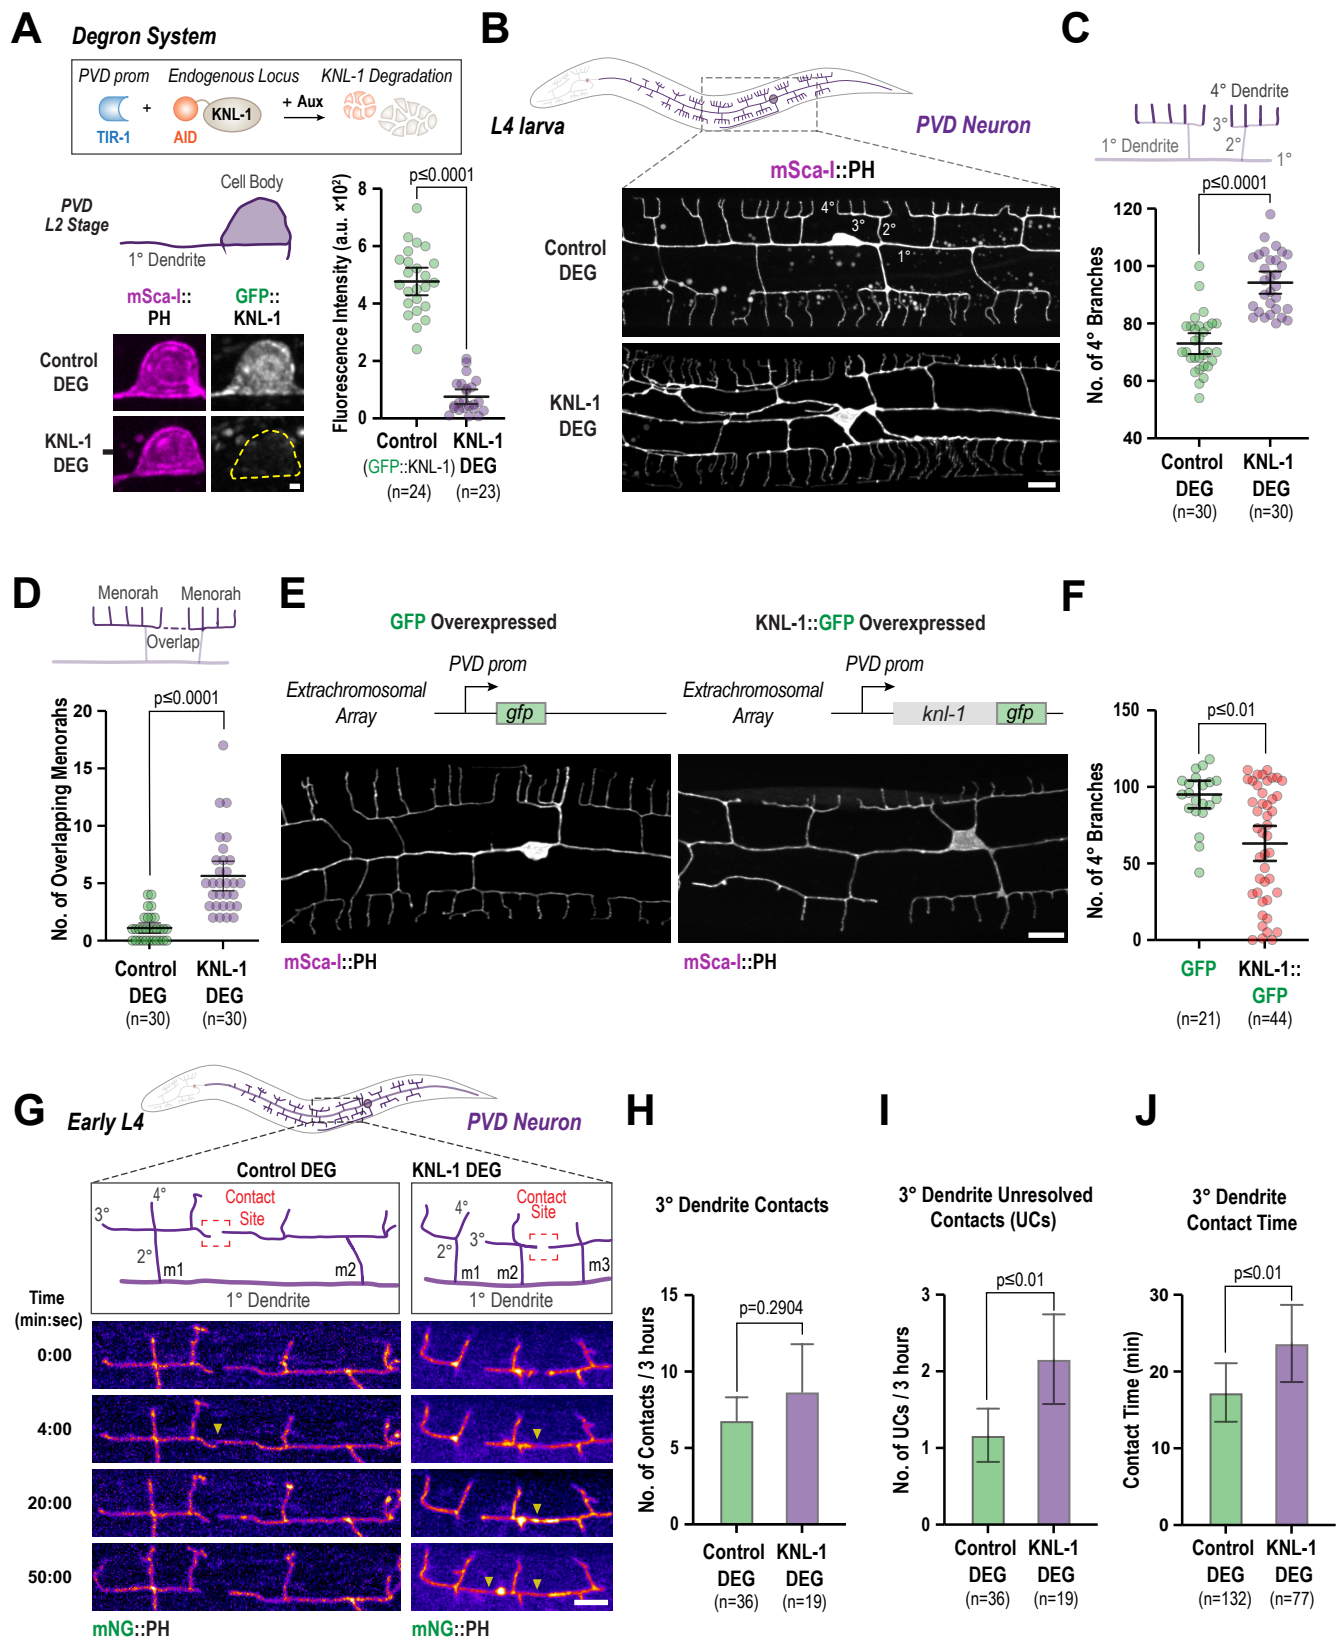 A
Degron System
PVD prom
Endogenous Locus
KNL-1 Degradation
+
KNL-1
+ Aux
TIR-1
AID
PVD
L2 Stage
Cell Body
1° Dendrite
mSca-I::
PH
GFP::
KNL-1
Control
DEG
KNL-1
DEG
Fluorescence Intensity (a.u. ×10²)
8
6
4
2
0
p≤0.0001
Control
(GFP::KNL-1)
(n=24)
KNL-1
DEG
(n=23)
B
L4 larva
PVD Neuron
mSca-I::PH
Control
DEG
4°
3°
2°
1°
KNL-1
DEG
C
4° Dendrite
3°
1° Dendrite
2°
1°
No. of 4° Branches
120
100
80
60
40
p≤0.0001
Control
DEG
(n=30)
KNL-1
DEG
(n=30)
D
Menorah
Menorah
Overlap
No. of Overlapping Menorahs
20
15
10
5
0
p≤0.0001
Control
DEG
(n=30)
KNL-1
DEG
(n=30)
E
GFP Overexpressed
PVD prom
Extrachromosomal
Array
gfp
mSca-I::PH
KNL-1::GFP Overexpressed
PVD prom
Extrachromosomal
Array
knl-1
gfp
mSca-I::PH
F
No. of 4° Branches
150
100
50
0
p≤0.01
GFP
(n=21)
KNL-1::
GFP
(n=44)
G
Early L4
PVD Neuron
Control DEG
4°
3°
2°
Contact
Site
m1
m2
1° Dendrite
KNL-1 DEG
4°
3°
2°
Contact
Site
m1
m2
m3
1° Dendrite
Time
(min:sec)
0:00
4:00
20:00
50:00
mNG::PH
mNG::PH
H
3° Dendrite Contacts
No. of Contacts / 3 hours
15
10
5
0
p=0.2904
Control
DEG
(n=36)
KNL-1
DEG
(n=19)
I
3° Dendrite Unresolved
Contacts (UCs)
No. of UCs / 3 hours
3
2
1
0
p≤0.01
Control
DEG
(n=36)
KNL-1
DEG
(n=19)
J
3° Dendrite
Contact Time
Contact Time (min)
30
20
10
0
p≤0.01
Control
DEG
(n=132)
KNL-1
DEG
(n=77)